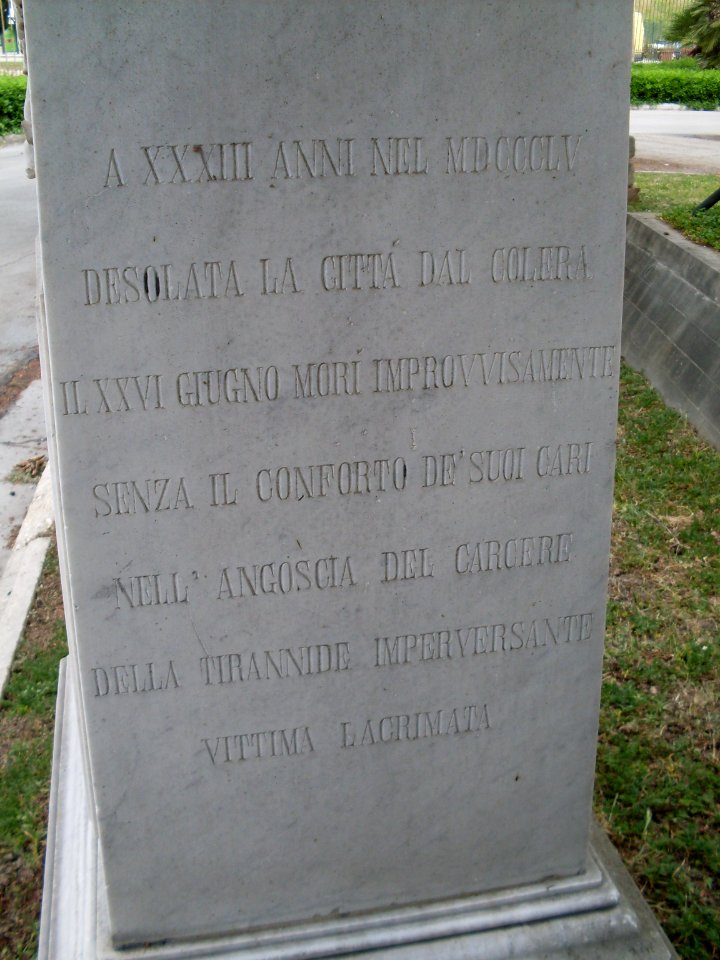 A XXXIII ANNI NEL MDCCCLV
DESOLATA LA CITTÁ DAL COLERA
IL XXVI GIUGNO MORÍ IMPROVVISAMENTE
SENZA IL CONFORTO DE' SUOI CARI
NELL' ANGOSCIA DEL CARCERE
DELLA TIRANNIDE IMPERVERSANTE
VITTIMA LACRIMATA